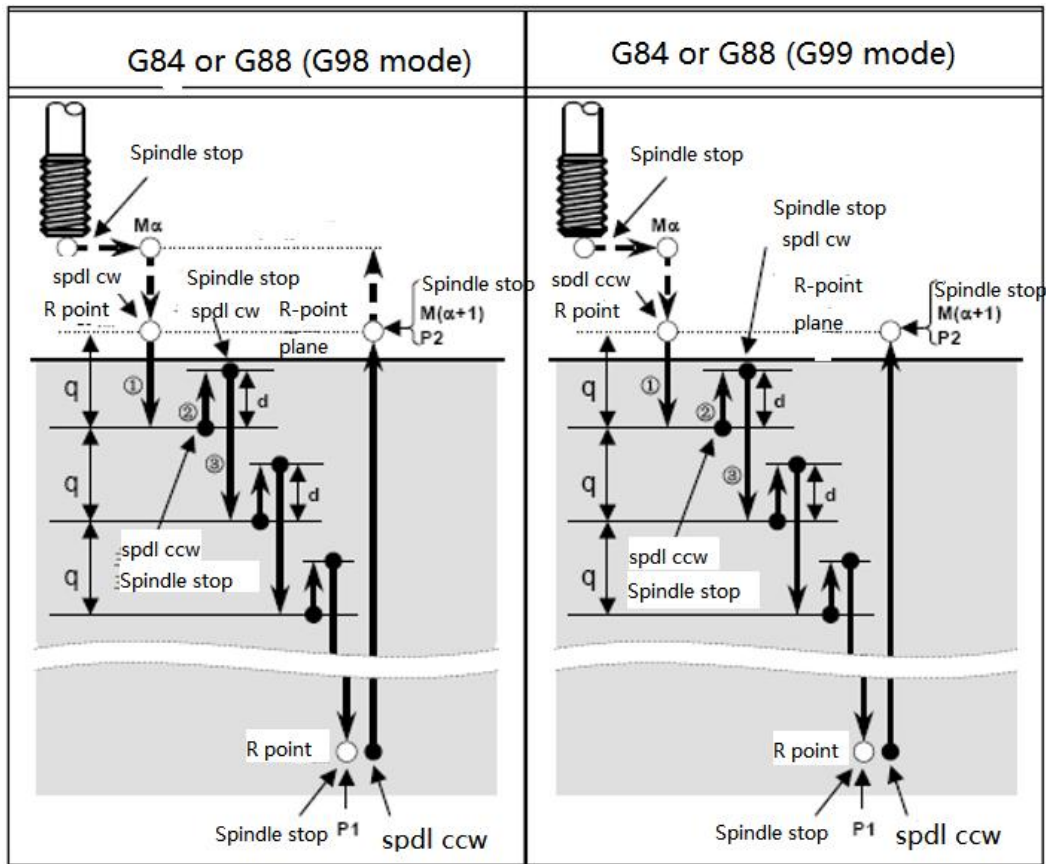 G84 or G88 (G98 mode)
Spindle stop
Mα
spdl cw
Spindle stop
R point
spdl cw
R-point
plane
Spindle stop
M(α+1)
P2
q
①
②
d
③
q
d
spdl ccw
Spindle stop
q
R point
Spindle stop
P1
spdl ccw
G84 or G88 (G99 mode)
Spindle stop
Mα
Spindle stop
spdl cw
spdl ccw
R point
R-point
plane
Spindle stop
M(α+1)
P2
q
①
②
d
③
q
d
spdl ccw
Spindle stop
q
R point
Spindle stop
P1
spdl ccw